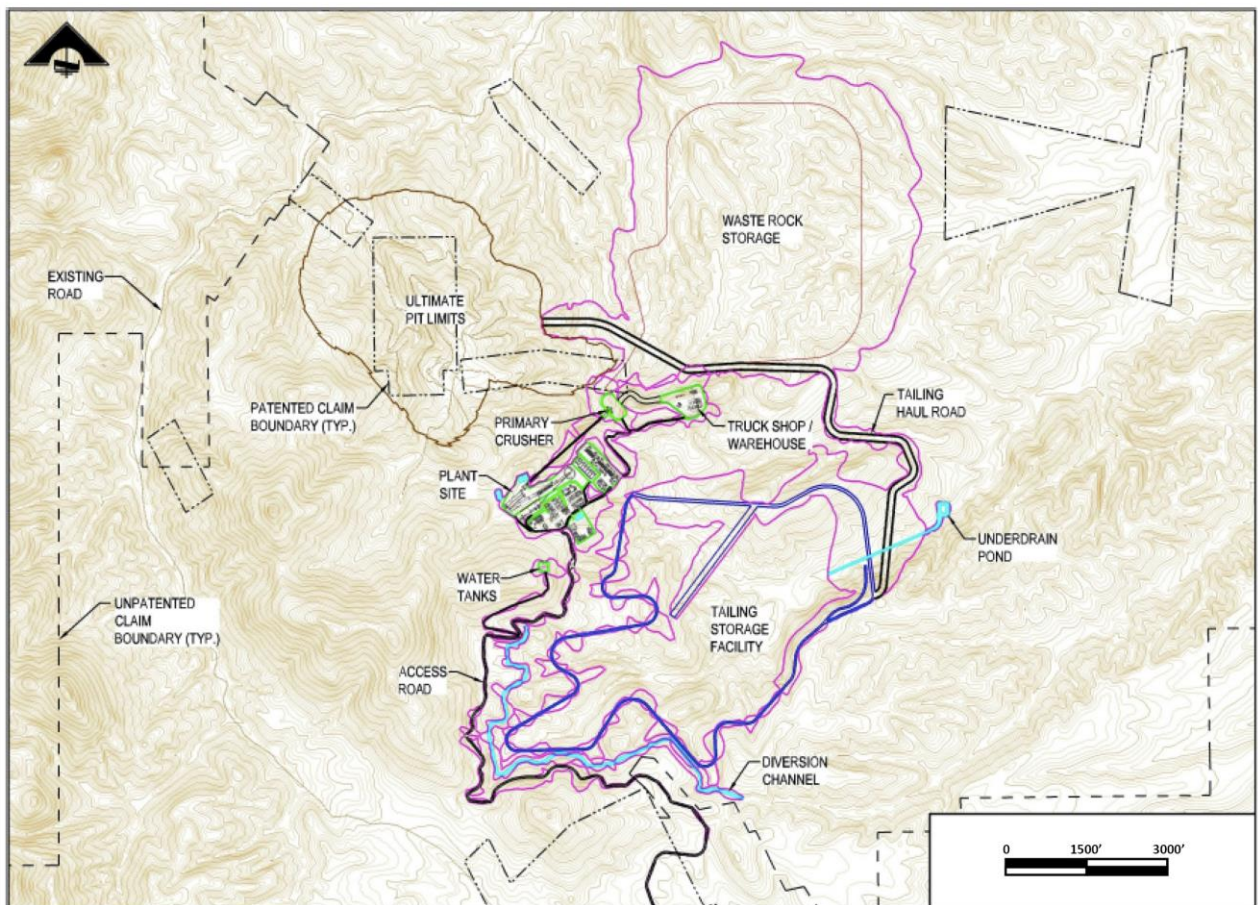 WASTE ROCK
STORAGE
EXISTING
ROAD
ULTIMATE
PIT LIMITS
PATENTED CLAIM
BOUNDARY (TYP.)
PRIMARY
CRUSHER
TRUCK SHOP /
WAREHOUSE
TAILING
HAUL ROAD
PLANT
SITE
UNDERDRAIN
POND
WATER
TANKS
UNPATENTED
CLAIM
BOUNDARY (TYP.)
TAILING
STORAGE
FACILITY
ACCESS
ROAD
DIVERSION
CHANNEL
0 1500' 3000'